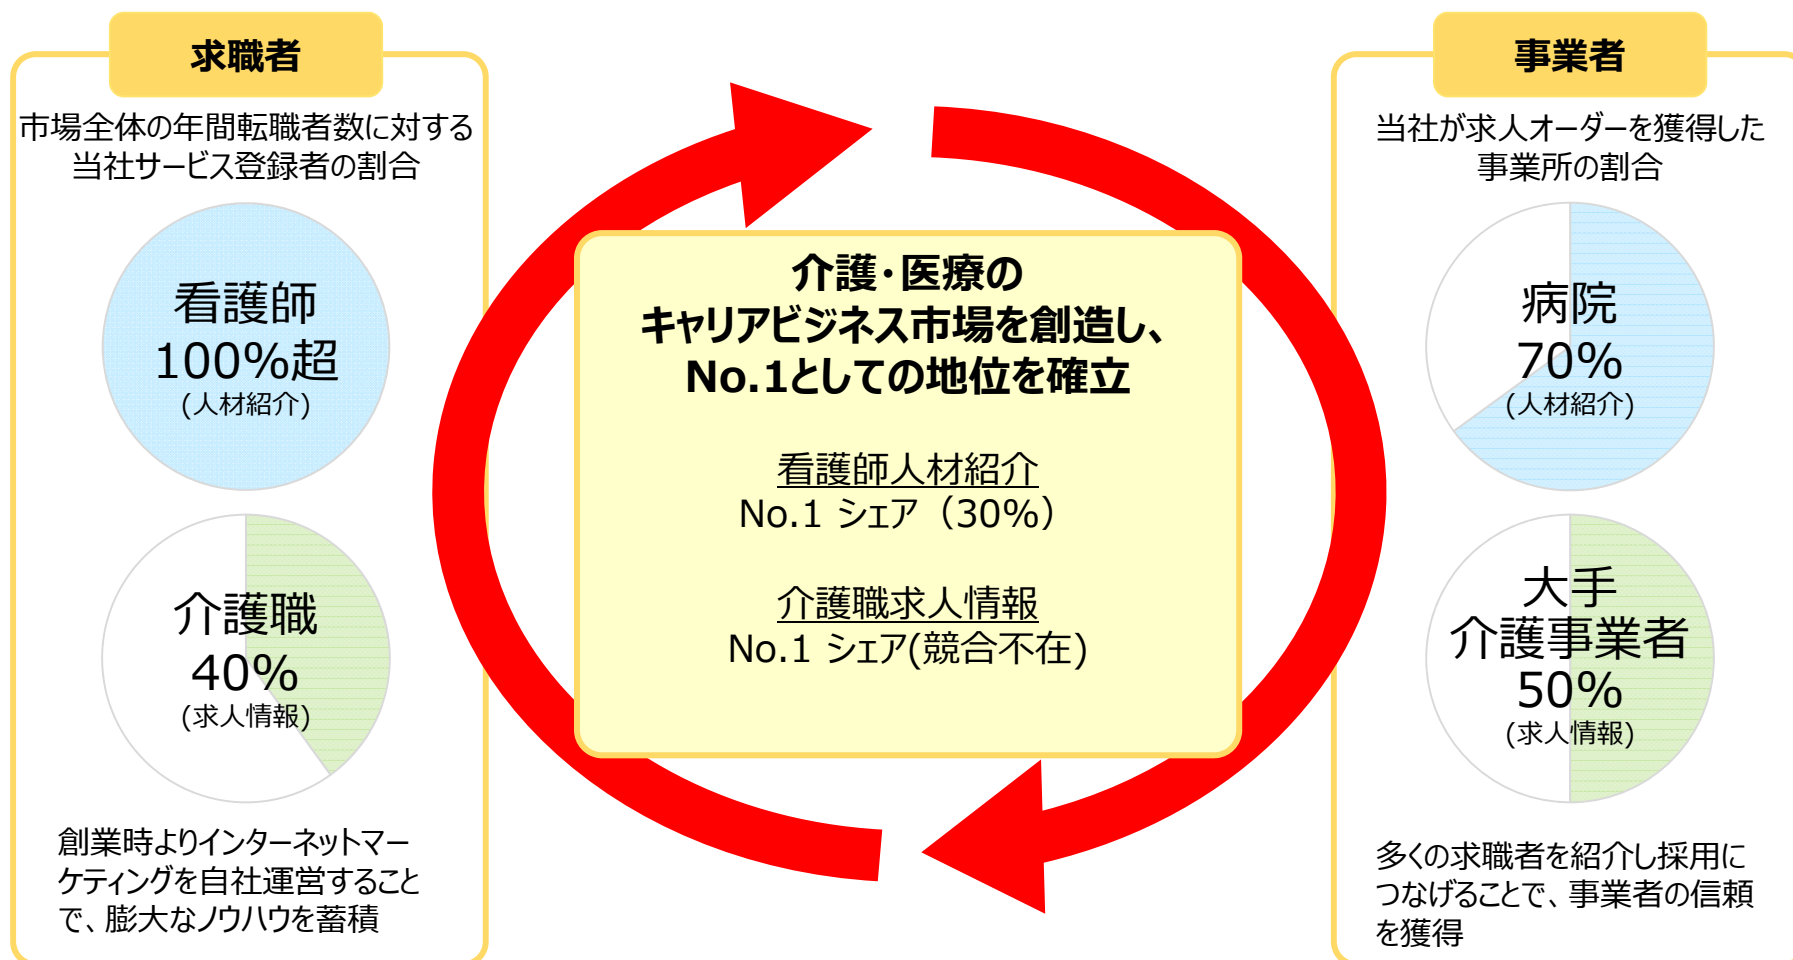 求職者
市場全体の年間転職者数に対する
当社サービス登録者の割合
看護師
100%超
(人材紹介)
介護職
40%
(求人情報)
創業時よりインターネットマー
ケティングを自社運営すること
で、膨大なノウハウを蓄積
介護・医療の
キャリアビジネス市場を創造し、
No.1としての地位を確立
看護師人材紹介
No.1 シェア（30%）
介護職求人情報
No.1 シェア(競合不在)
事業者
当社が求人オーダーを獲得した
事業所の割合
病院
70%
(人材紹介)
大手
介護事業者
50%
(求人情報)
多くの求職者を紹介し採用に
つなげることで、事業者の信頼
を獲得